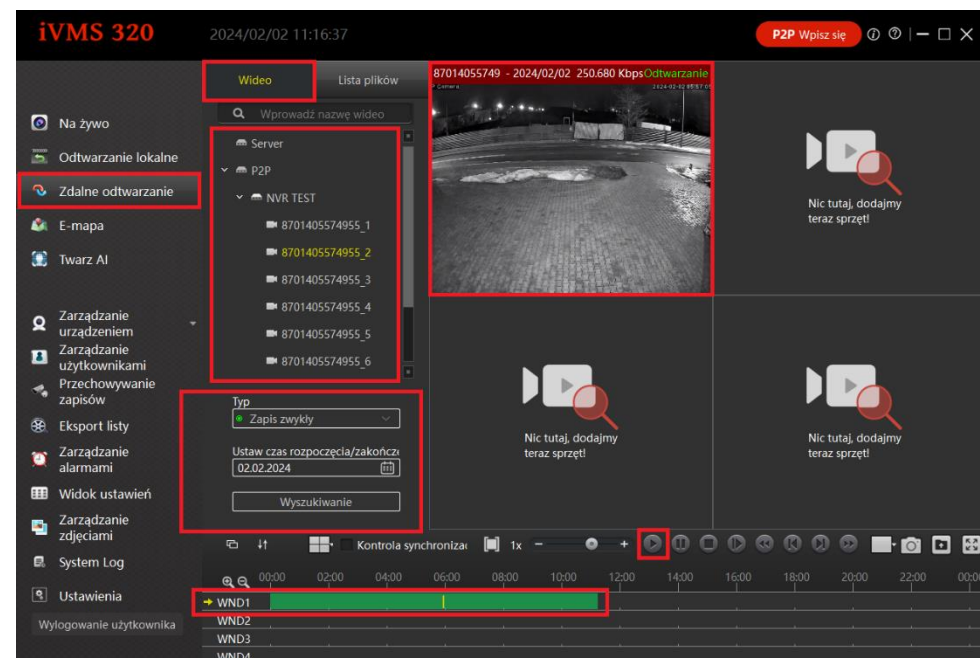 iVMS 320
2024/02/02 11:16:37
P2P Wpisz się
Wideo
Lista plików
Wprowadź nazwę wideo
Server
P2P
NVR TEST
8701405574955_1
8701405574955_2
8701405574955_3
8701405574955_4
8701405574955_5
8701405574955_6
Na żywo
Odtwarzanie lokalne
Zdalne odtwarzanie
E-mapa
Twarz AI
Zarządzanie
urządzeniem
Zarządzanie
użytkownikami
Przechowywanie
zapisów
Eksport listy
Zarządzanie
alarmami
Widok ustawień
Zarządzanie
zdjęciami
System Log
Ustawienia
Wylogowanie użytkownika
Typ
Zapis zwykły
Ustaw czas rozpoczęcia/zakończe
02.02.2024
Wyszukiwanie
87014055749 - 2024/02/02 250.680 Kbps Odtwarzanie
Camera
Nic tutaj, dodajmy
teraz sprzęt!
Nic tutaj, dodajmy
teraz sprzęt!
Nic tutaj, dodajmy
teraz sprzęt!
Kontrola synchronizac
1x - +
00:00 02:00 04:00 06:00 08:00 10:00 12:00 14:00 16:00 18:00 20:00 22:00 00:00
WND1
WND2
WND3
WND4